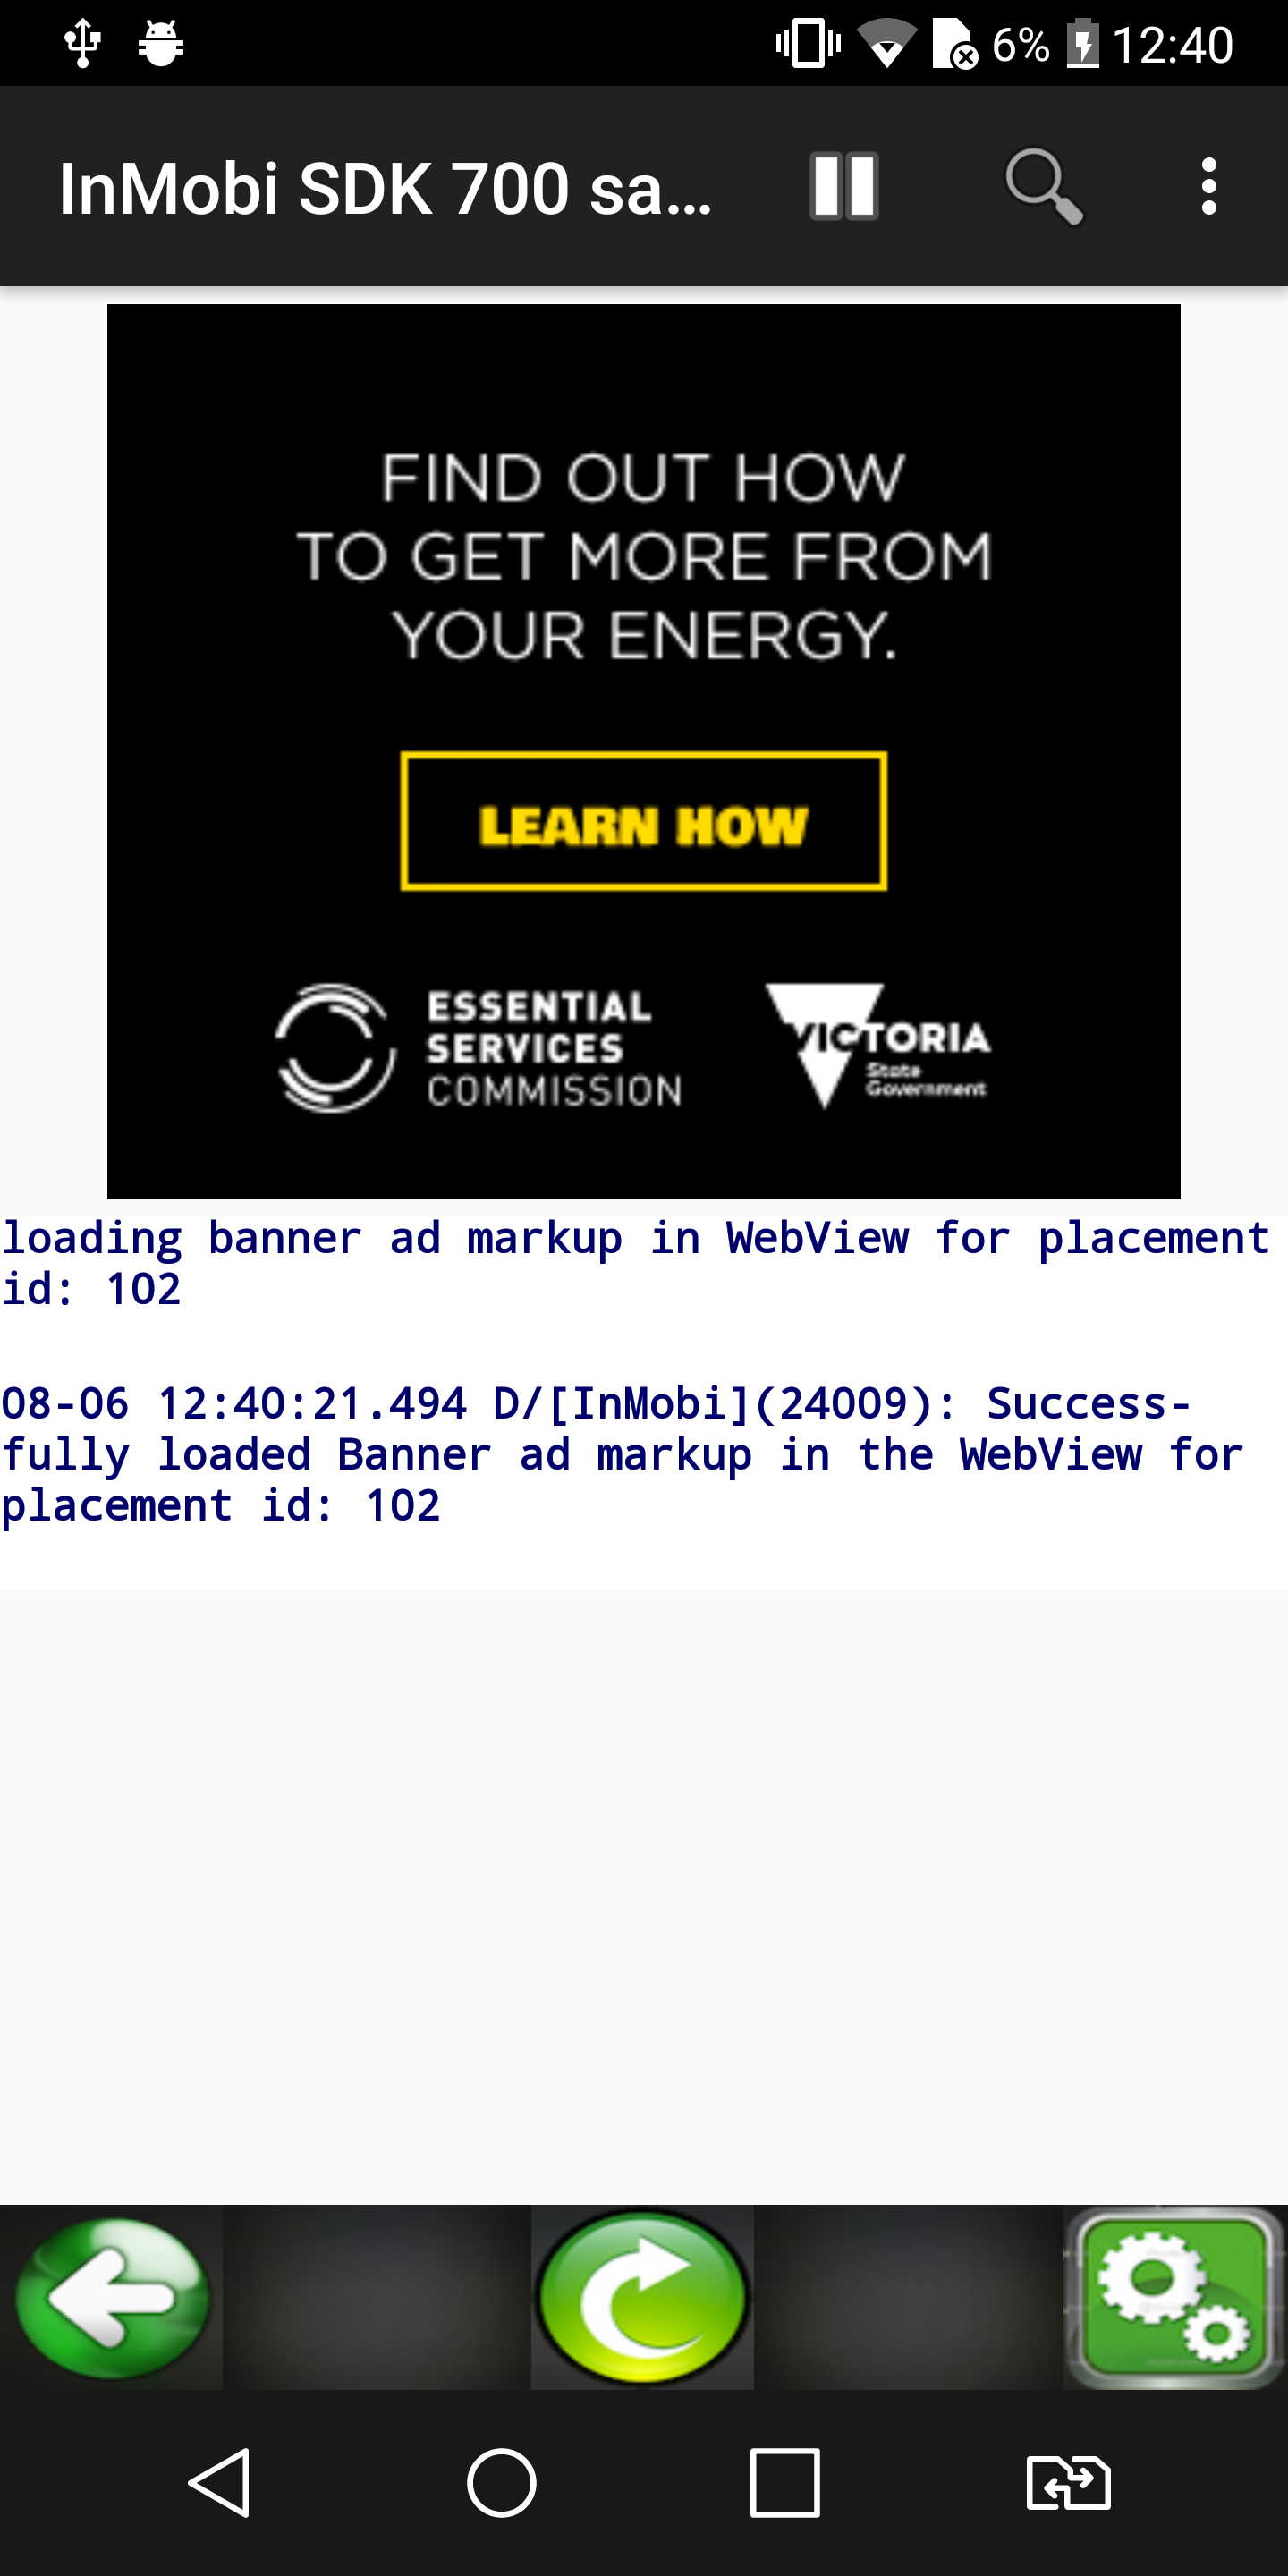 6% 12:40
InMobi SDK 700 sa...
FIND OUT HOW
TO GET MORE FROM
YOUR ENERGY.
LEARN HOW
ESSENTIAL
SERVICES
COMMISSION
VICTORIA
State
Government
loading banner ad markup in WebView for placement
id: 102
08-06 12:40:21.494 D/[InMobi](24009): Success-
fully loaded Banner ad markup in the WebView for
placement id: 102